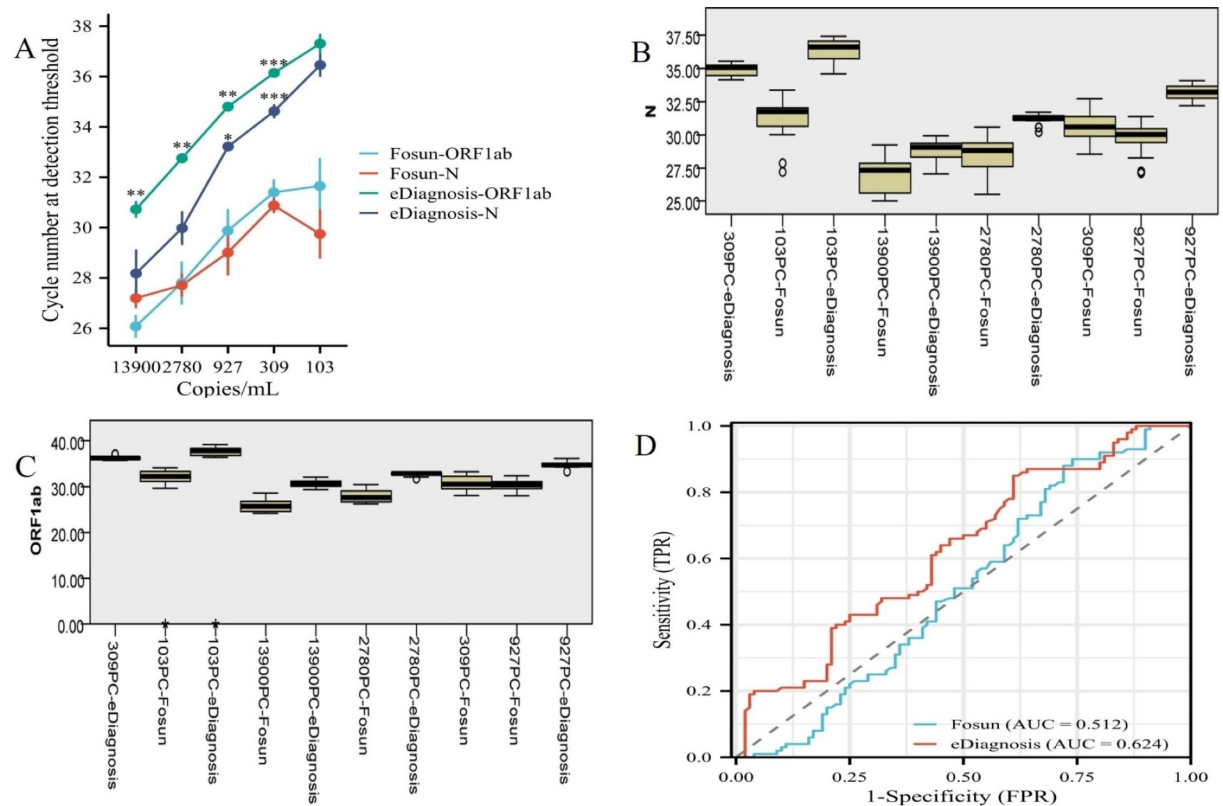 A
Cycle number at detection threshold
38
36
34
32
30
28
26
**
**
**
*
***
***
13900
2780
927
309
103
Copies/mL
Fosun-ORF1ab
Fosun-N
eDiagnosis-ORF1ab
eDiagnosis-N
B
N
37.50
35.00
32.50
30.00
27.50
25.00
309PC-eDiagnosis
103PC-Fosun
103PC-eDiagnosis
13900PC-Fosun
13900PC-eDiagnosis
2780PC-Fosun
2780PC-eDiagnosis
309PC-Fosun
927PC-Fosun
927PC-eDiagnosis
C
ORF1ab
40.00
30.00
20.00
10.00
0.00
309PC-eDiagnosis
103PC-Fosun
103PC-eDiagnosis
13900PC-Fosun
13900PC-eDiagnosis
2780PC-Fosun
2780PC-eDiagnosis
309PC-Fosun
927PC-Fosun
927PC-eDiagnosis
D
Sensitivity (TPR)
1.0
0.8
0.6
0.4
0.2
0.0
Fosun (AUC = 0.512)
eDiagnosis (AUC = 0.624)
0.00
0.25
0.50
0.75
1.00
1-Specificity (FPR)